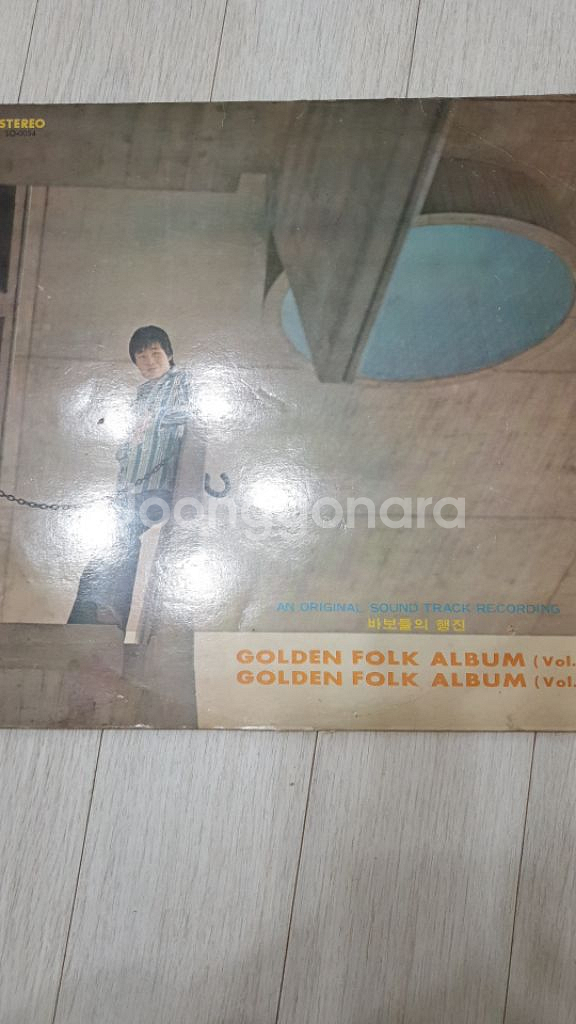 STEREO
AN ORIGINAL SOUND TRACK RECORDING
바보들의 행진
GOLDEN FOLK ALBUM (Vol.
GOLDEN FOLK ALBUM (Vol.
joonggonara